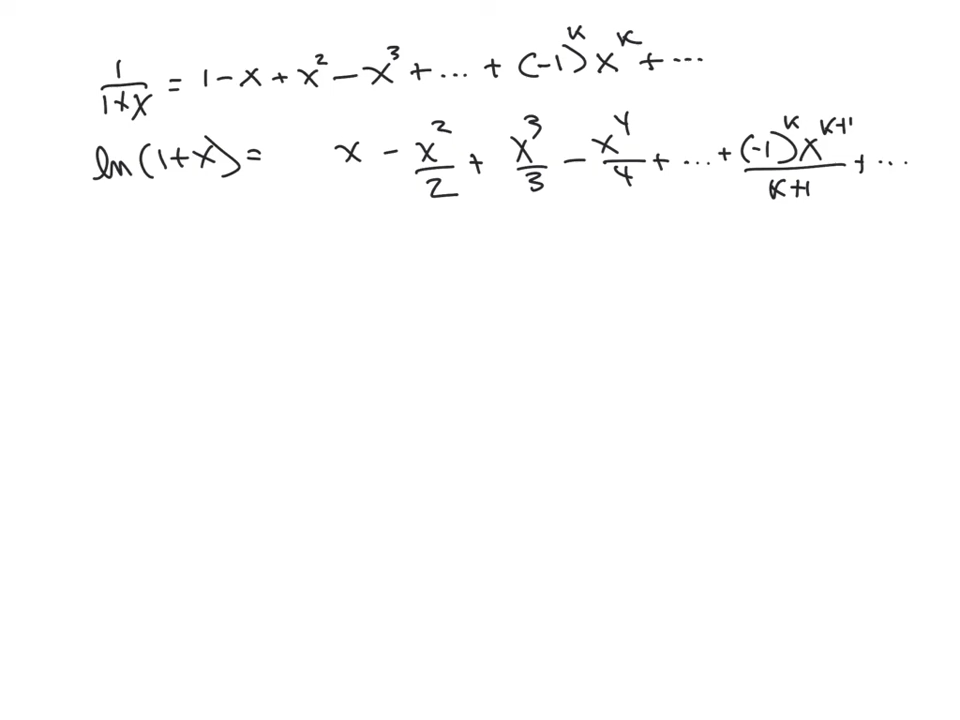 1/(1+x) = 1 - x + x² - x³ + ... + (-1)^k x^k + ...
ln(1+x) = x - x²/2 + x³/3 - x⁴/4 + ... + (-1)^k x^(k+1)/(k+1) + ...